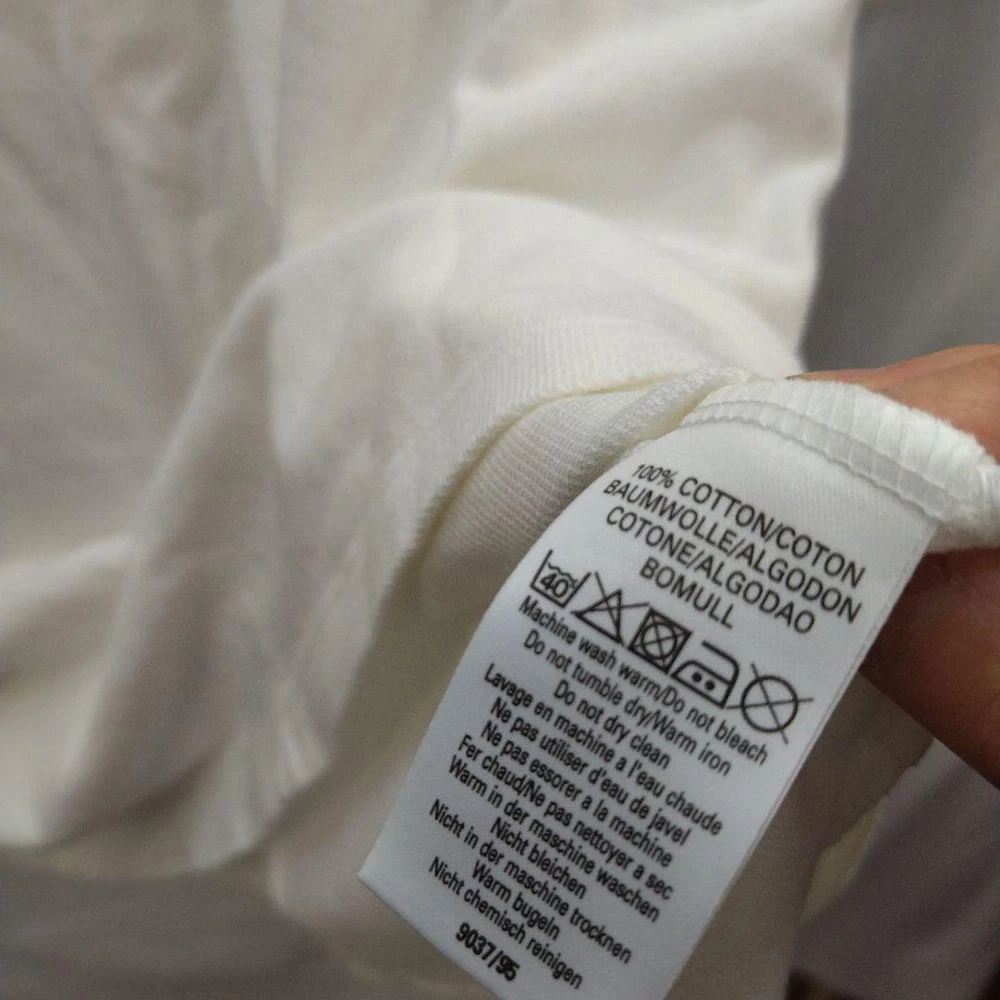 100% COTTON/COTON
BAUMWOLLE/ALGODON
COTONE/ALGODAO
BOMULL
40
Machine wash warm/Do not bleach
Do not tumble dry/Warm iron
Do not dry clean
Lavage en machine a l'eau chaude
Ne pas utiliser d'eau de javel
Ne pas essorer a la machine
Fer chaud/Ne pas nettoyer a sec
Warm in der maschine waschen
Nicht bleichen
Nicht in der maschine trocknen
Warm bugeln
Nicht chemisch reinigen
9037/95